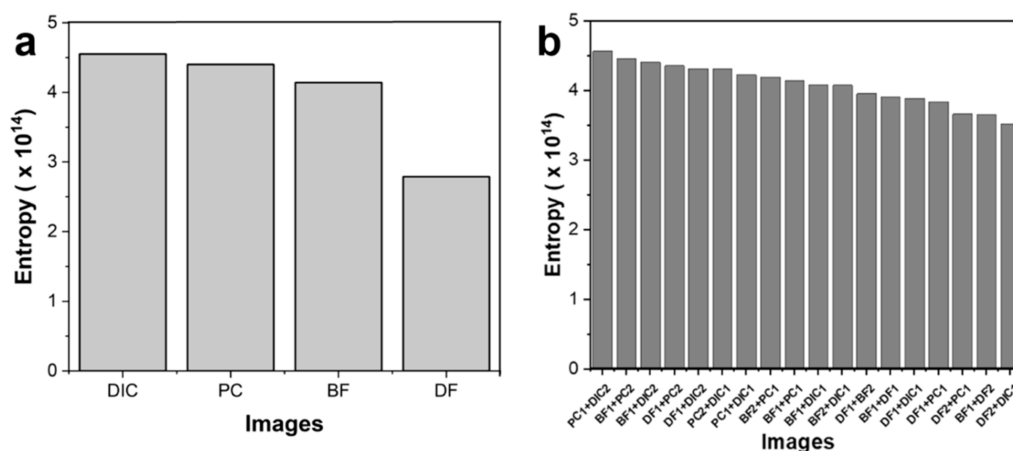 a
Entropy ( x 10¹⁴)
5
4
3
2
1
0
DIC PC BF DF
Images
b
Entropy ( x 10¹⁴)
5
4
3
2
1
0
PC1+DIC2
BF1+PC2
BF1+DIC2
DF1+PC2
DF1+DIC2
PC2+DIC1
PC1+DIC1
BF2+PC1
BF1+PC1
BF1+DIC1
BF2+DIC1
DF1+BF2
BF1+DF1
DF1+DIC1
DF1+PC1
DF2+PC1
BF1+DF2
DF2+DIC1
Images